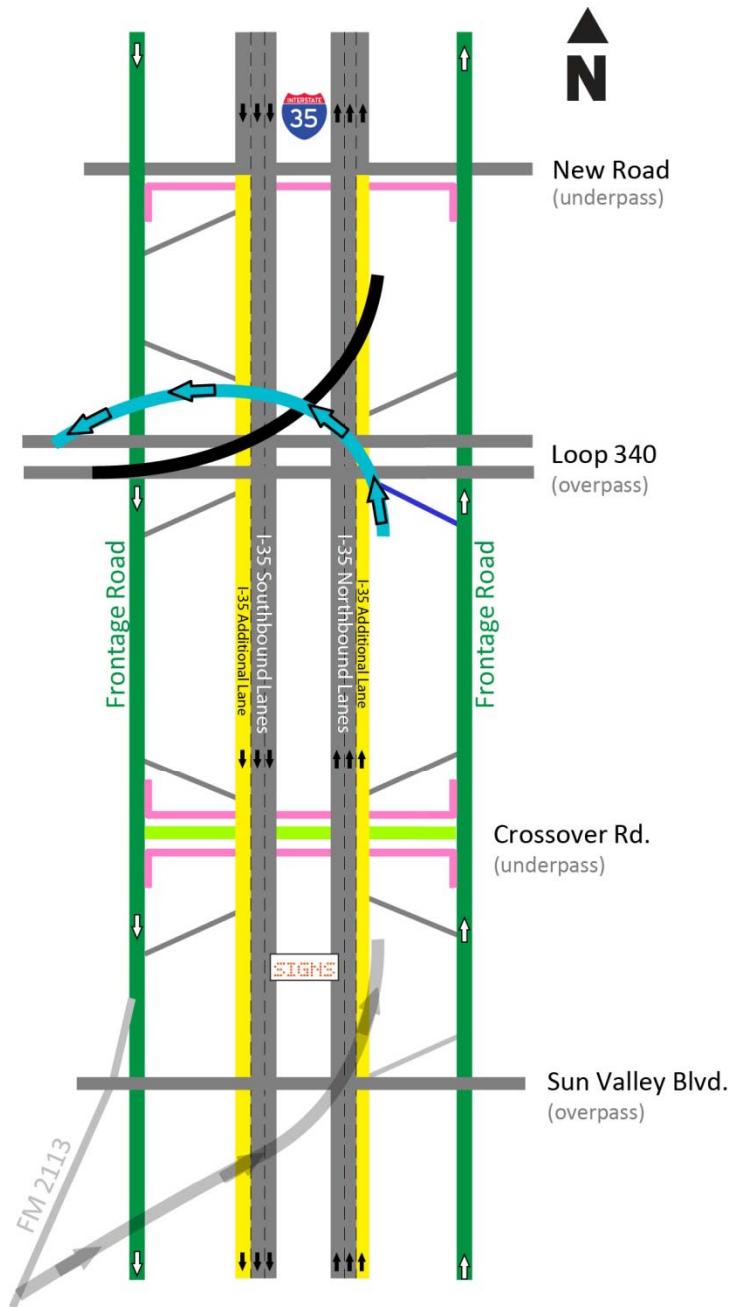 N
INTERSTATE
35
New Road
(underpass)
Loop 340
(overpass)
Frontage Road
I-35 Additional Lane
I-35 Southbound Lanes
I-35 Northbound Lanes
I-35 Additional Lane
Frontage Road
Crossover Rd.
(underpass)
SIGNS
Sun Valley Blvd.
(overpass)
FM 2113